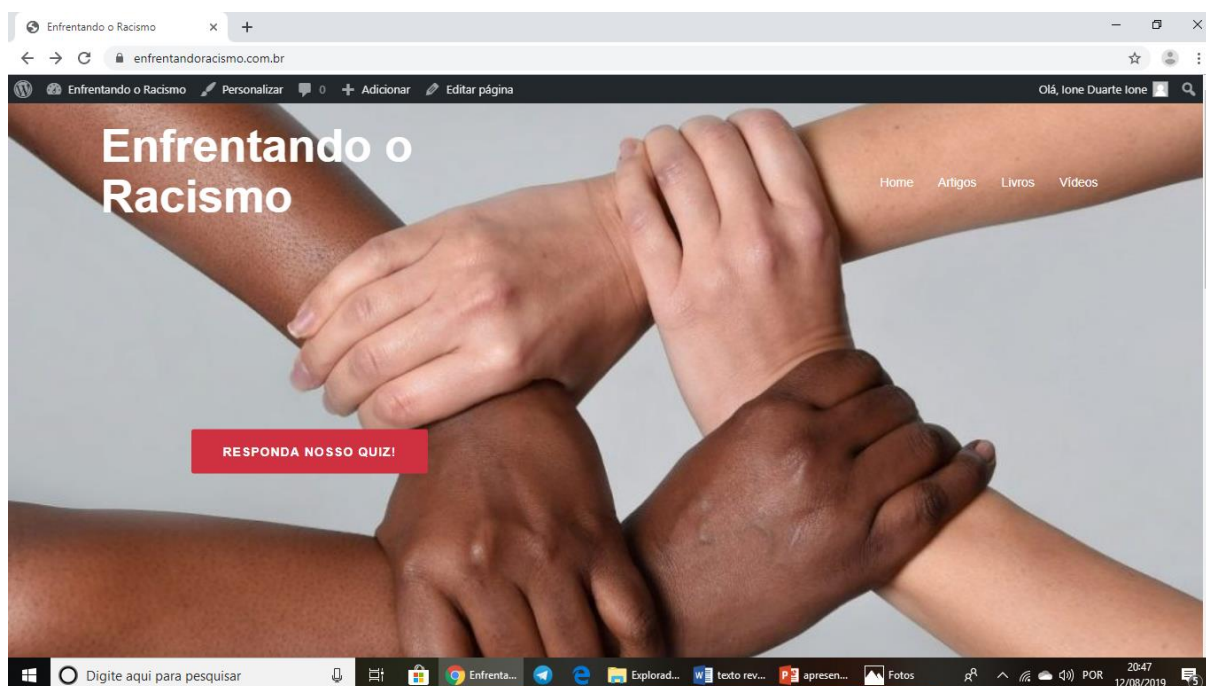 Enfrentando o Racismo
enfrentandoracismo.com.br
Enfrentando o Racismo Personalizar 0 Adicionar Editar página Olá, Ione Duarte Ione
Enfrentando o
Racismo
Home Artigos Livros Vídeos
RESPONDA NOSSO QUIZ!
Digite aqui para pesquisar Enfrenta... Explorad... texto rev... apresen... Fotos POR 20:47
12/08/2019 5